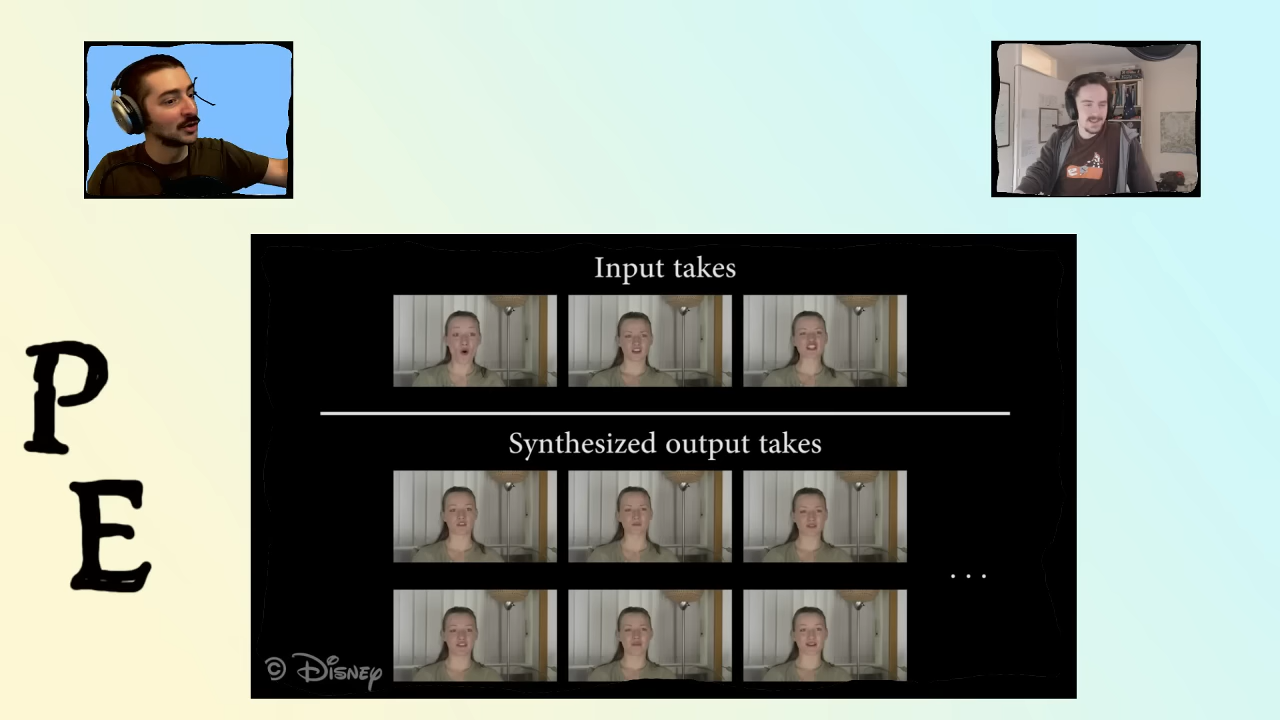 Input takes
Synthesized output takes
. . .
P
E
© Disney